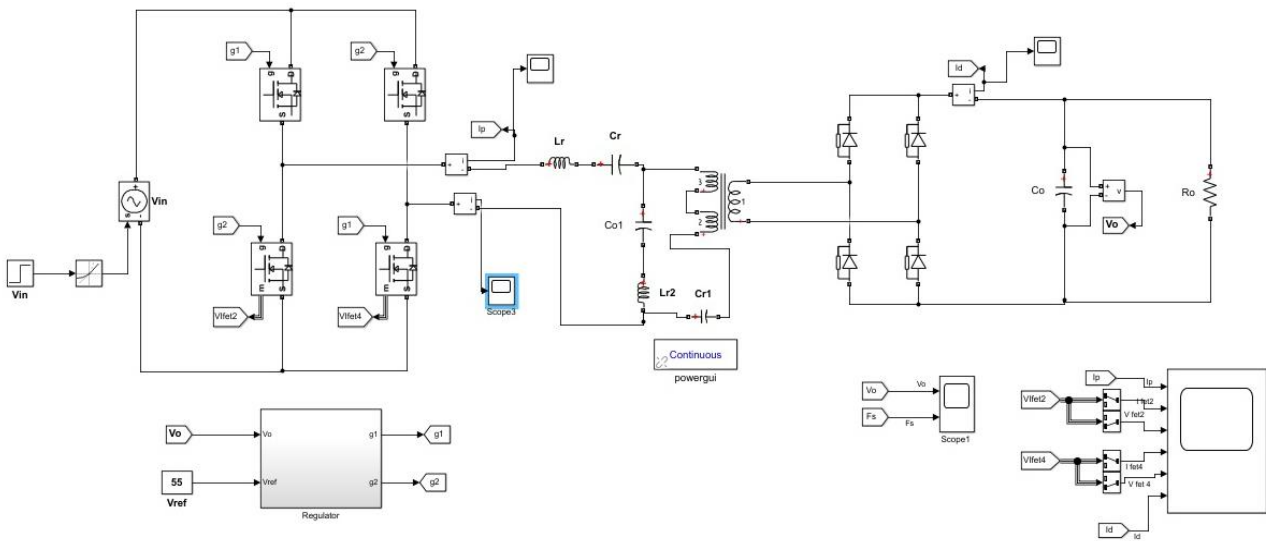 g1
g2
Id
Ip
Lr
Cr
Vin
Co1
Co
Ro
Vo
g2
g1
Vin
VIfet2
VIfet4
Scope3
Lr2
Cr1
Continuous
powergui
Vo
Vo
Fs
Fs
Scope1
Ip
Ip
VIfet2
I fet2
V fet2
VIfet4
I fet4
V fet 4
Id
Id
Vo
Vo
g1
g1
55
Vref
Vref
g2
g2
Regulator